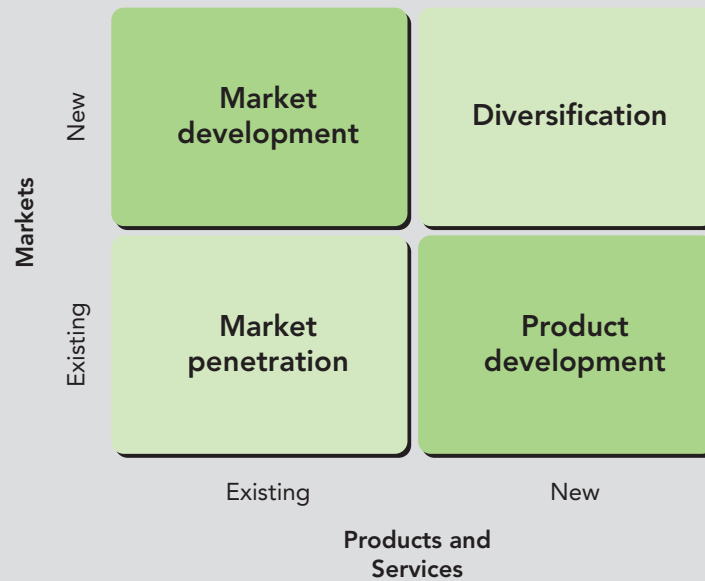 Markets
New
Market
development
Diversification
Existing
Market
penetration
Product
development
Existing
New
Products and
Services